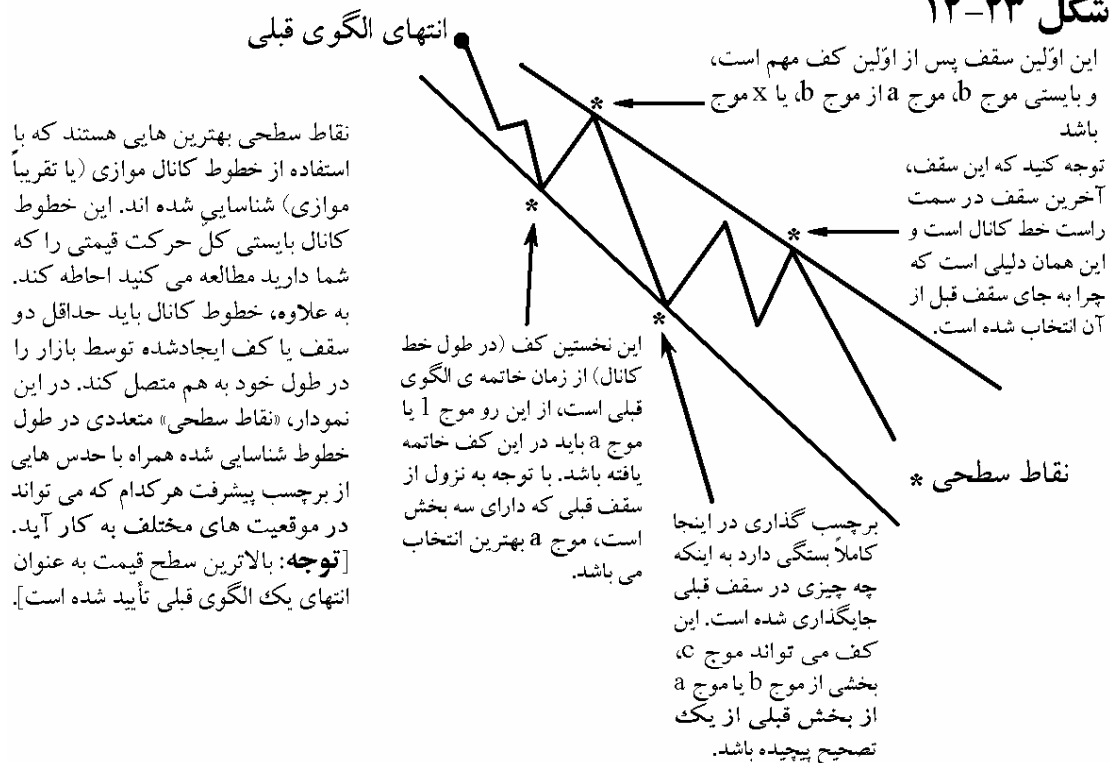 شکل ۲۳-۱۲
انتهای الگوی قبلی
این اوّلین سقف پس از اوّلین کف مهم است،
و بایستی موج b، موج a از موج b، یا x موج
باشد
توجه کنید که این سقف،
آخرین سقف در سمت
راست خط کانال است و
این همان دلیلی است که
چرا به جای سقف قبل از
آن انتخاب شده است.
نقاط سطحی بهترین هایی هستند که با
استفاده از خطوط کانال موازی (یا تقریباً
موازی) شناسایی شده اند. این خطوط
کانال بایستی کلّ حرکت قیمتی را که
شما دارید مطالعه می کنید احاطه کند.
به علاوه، خطوط کانال باید حداقل دو
سقف یا کف ایجادشده توسط بازار را
در طول خود به هم متصل کند. در این
نمودار، «نقاط سطحی» متعددی در طول
خطوط شناسایی شده همراه با حدس هایی
از برچسب پیشرفت هرکدام که می تواند
در موقعیت های مختلف به کار آید.
[توجه: بالاترین سطح قیمت به عنوان
انتهای یک الگوی قبلی تأیید شده است].
این نخستین کف (در طول خط
کانال) از زمان خاتمه ی الگوی
قبلی است، از این رو موج 1 یا
موج a باید در این کف خاتمه
یافته باشد. با توجه به نزول از
سقف قبلی که دارای سه بخش
است، موج a بهترین انتخاب
می باشد.
نقاط سطحی *
برچسب گذاری در اینجا
کاملاً بستگی دارد به اینکه
چه چیزی در سقف قبلی
جایگذاری شده است. این
کف می تواند موج c،
بخشی از موج b یا موج a
از بخش قبلی از یک
تصحیح پیچیده باشد.